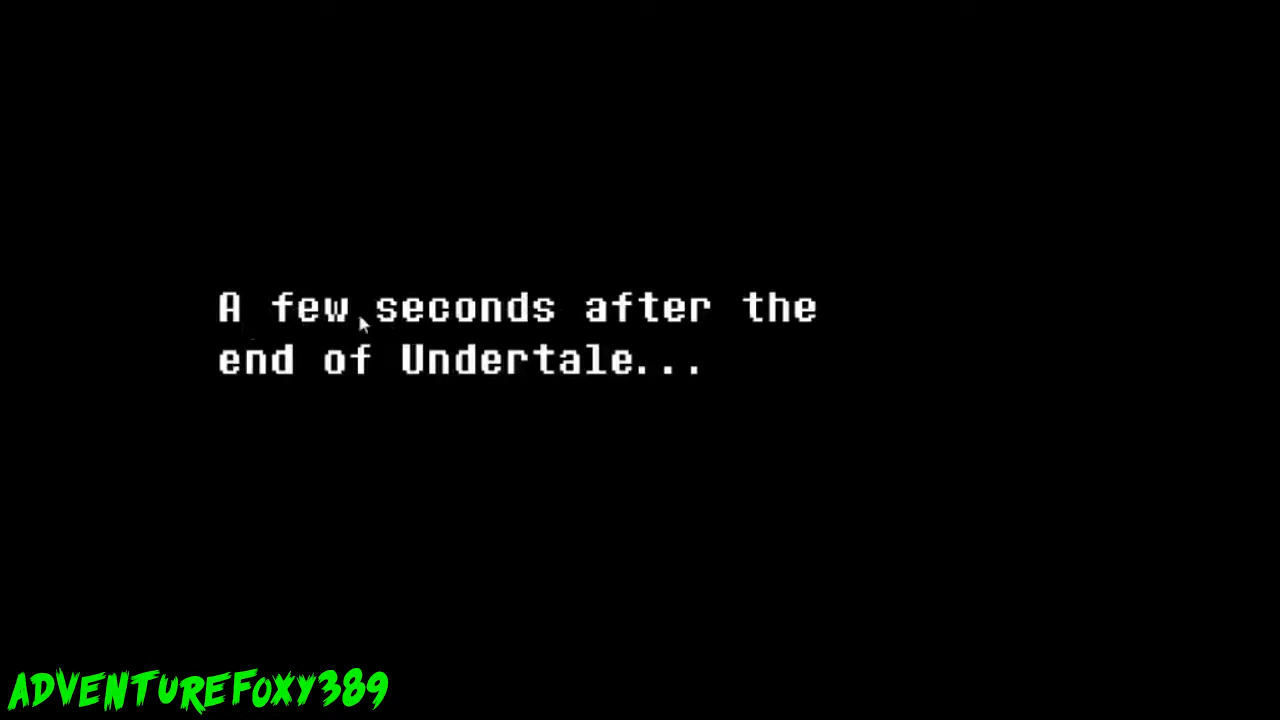 A few seconds after the
end of Undertale...
ADVENTUREFOXY389